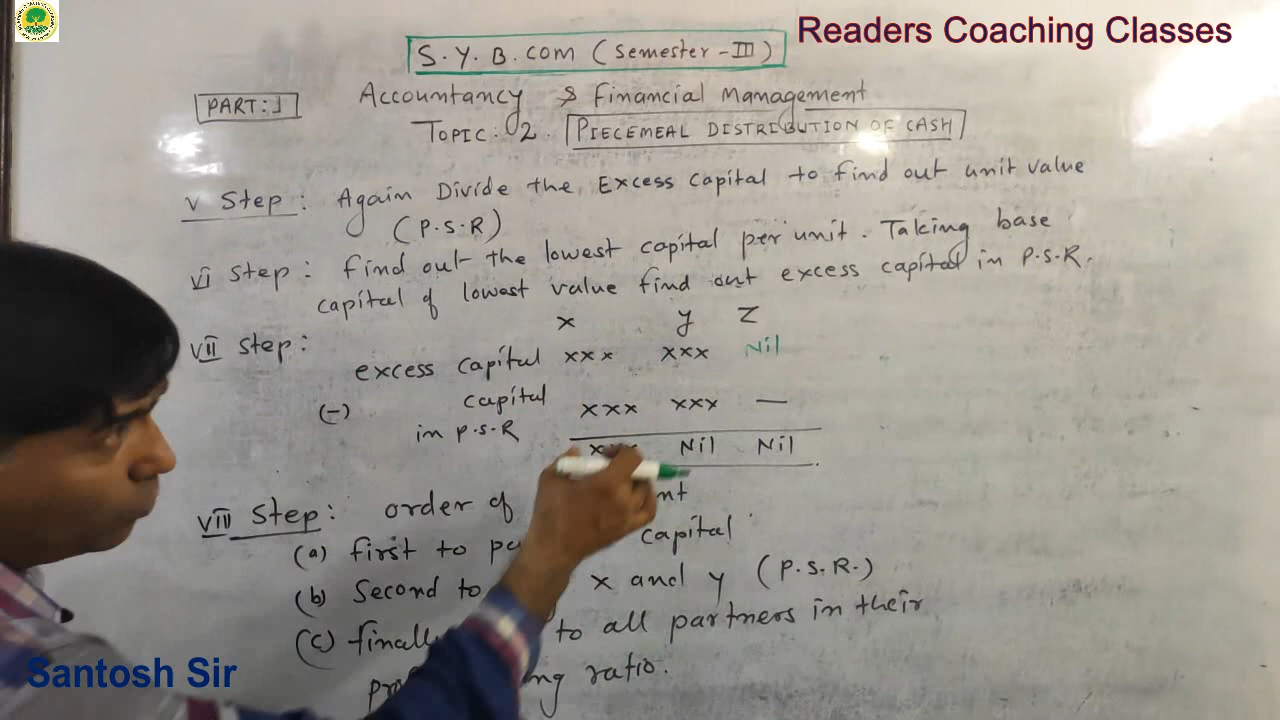 Readers Coaching Classes
S.Y.B.COM (Semester - III)
PART: 1
Accountancy & Financial Management
TOPIC: 2. PIECEMEAL DISTRIBUTION OF CASH
V Step: Again Divide the Excess capital to find out unit value
(P.S.R)
VI Step: Find out the lowest capital per unit. Taking base
capital of lowest value find out excess capital in P.S.R.
VII Step:
x y z
excess capital xxx xxx Nil
(-) capital xxx xxx —
in P.S.R
Nil Nil
VIII Step: order of
(a) first to capital
(b) Second to x and y (P.S.R.)
(c) to all partners in their
ratio.
Santosh Sir